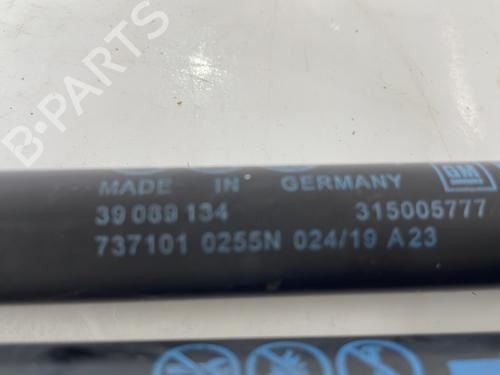 B-PARTS
MADE IN GERMANY
GM
39 089 134 315005777
737101 0255N 024/19 A23